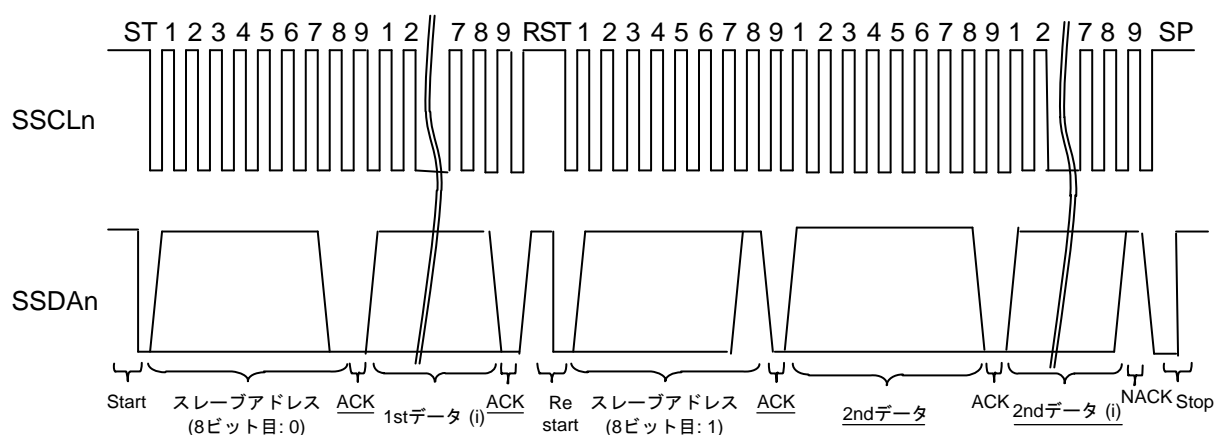 ST 1 2 3 4 5 6 7 8 9 1 2 7 8 9 RST 1 2 3 4 5 6 7 8 9 1 2 3 4 5 6 7 8 9 1 2 7 8 9 SP
SSCLn
SSDAn
Start
スレーブアドレス
(8ビット目: 0)
ACK
1stデータ (i)
ACK
Re
start
スレーブアドレス
(8ビット目: 1)
ACK
2ndデータ
ACK
2ndデータ (i)
NACK
Stop